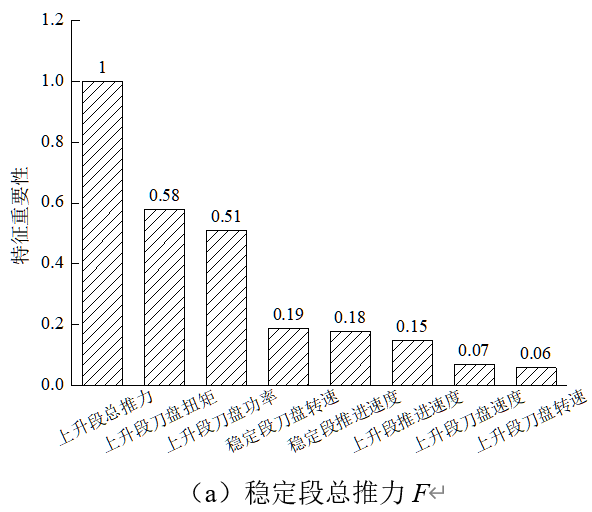 1.2
1.0
0.8
0.6
0.4
0.2
0.0
特征重要性
1
0.58
0.51
0.19
0.18
0.15
0.07
0.06
上升段总推力
上升段刀盘扭矩
上升段刀盘功率
稳定段刀盘转速
稳定段推进速度
上升段推进速度
上升段刀盘速度
上升段刀盘转速
（a）稳定段总推力 F↵